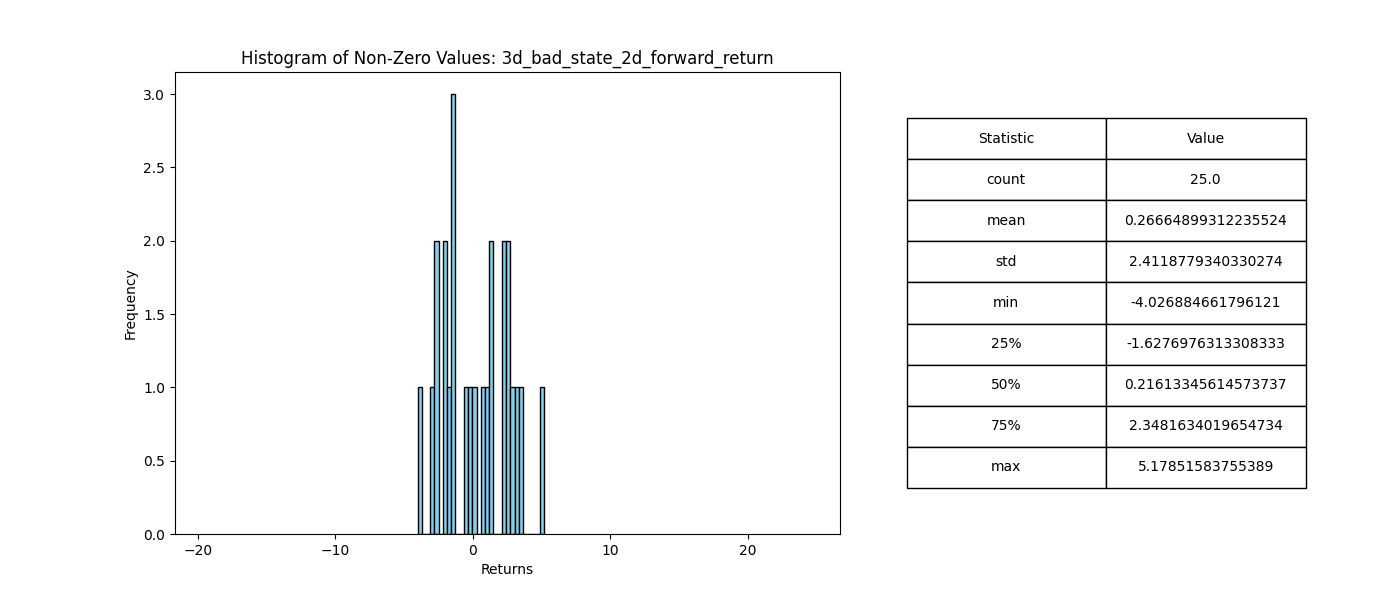 Histogram of Non-Zero Values: 3d_bad_state_2d_forward_return
3.0
2.5
2.0
1.5
1.0
0.5
0.0
Frequency
−20
−10
0
10
20
Returns
Statistic Value
count 25.0
mean 0.26664899312235524
std 2.4118779340330274
min -4.026884661796121
25% -1.6276976313308333
50% 0.21613345614573737
75% 2.3481634019654734
max 5.17851583755389